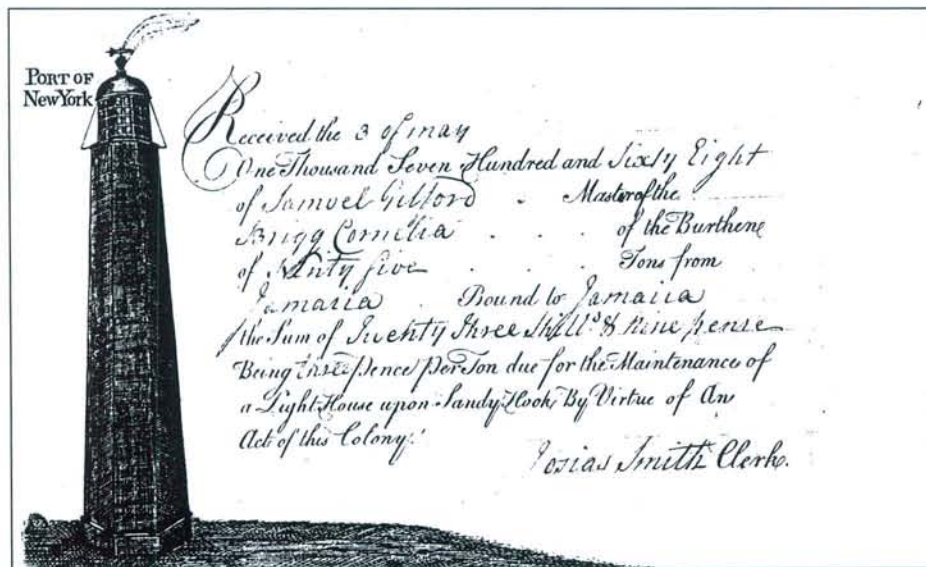 PORT OF
New York
Received the 3 of may
One Thousand Seven Hundred and Sixty Eight
of Samuel Gilford . Master of the
Brigg Cornelia . . . of the Burthene
of Ninty five . . . Tons from
Jamaica . Bound to Jamaica
the Sum of Twenty three Shills & nine pence
Being three Pence Per Ton due for the Maintenance of
a Light House upon Sandy Hook, By Virtue of An
Act of this Colony.
Josias Smith Clerk.